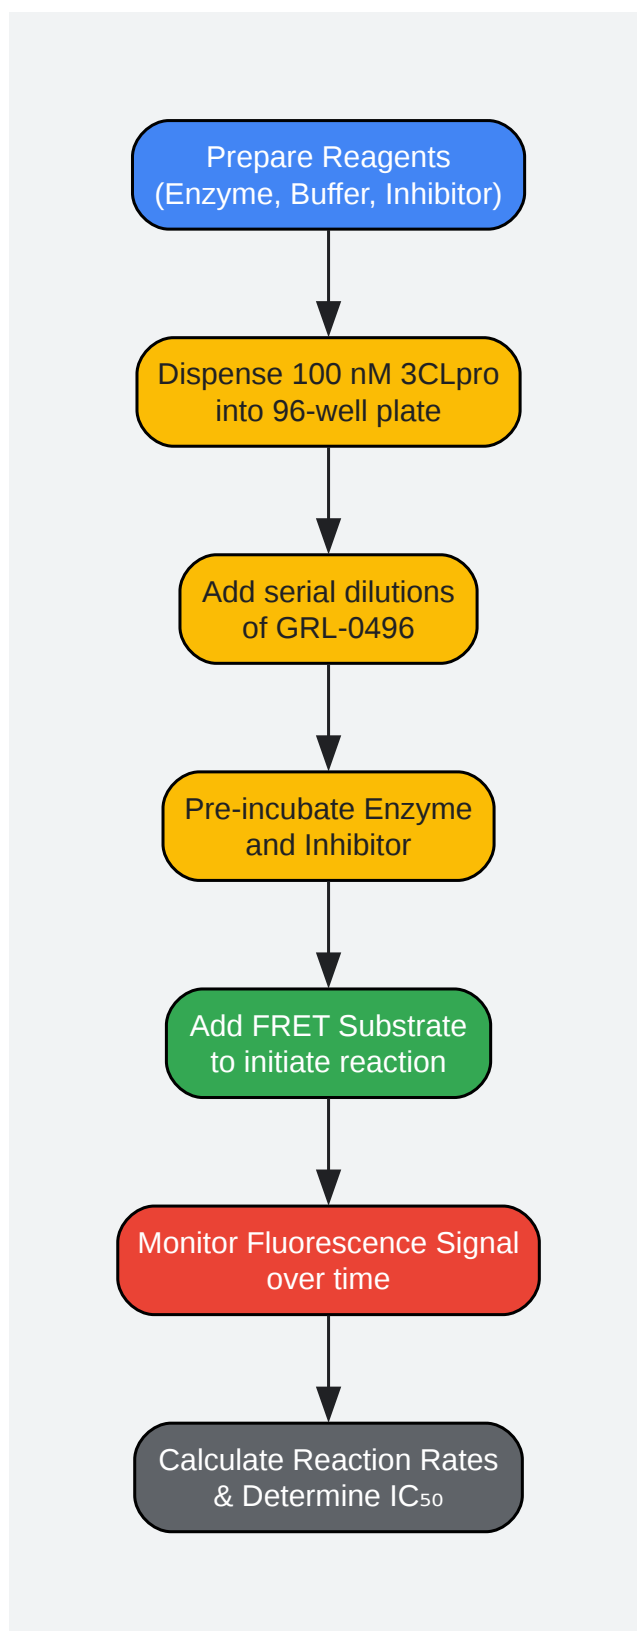 Prepare Reagents
(Enzyme, Buffer, Inhibitor)
Dispense 100 nM 3CLpro
into 96-well plate
Add serial dilutions
of GRL-0496
Pre-incubate Enzyme
and Inhibitor
Add FRET Substrate
to initiate reaction
Monitor Fluorescence Signal
over time
Calculate Reaction Rates
& Determine IC₅₀